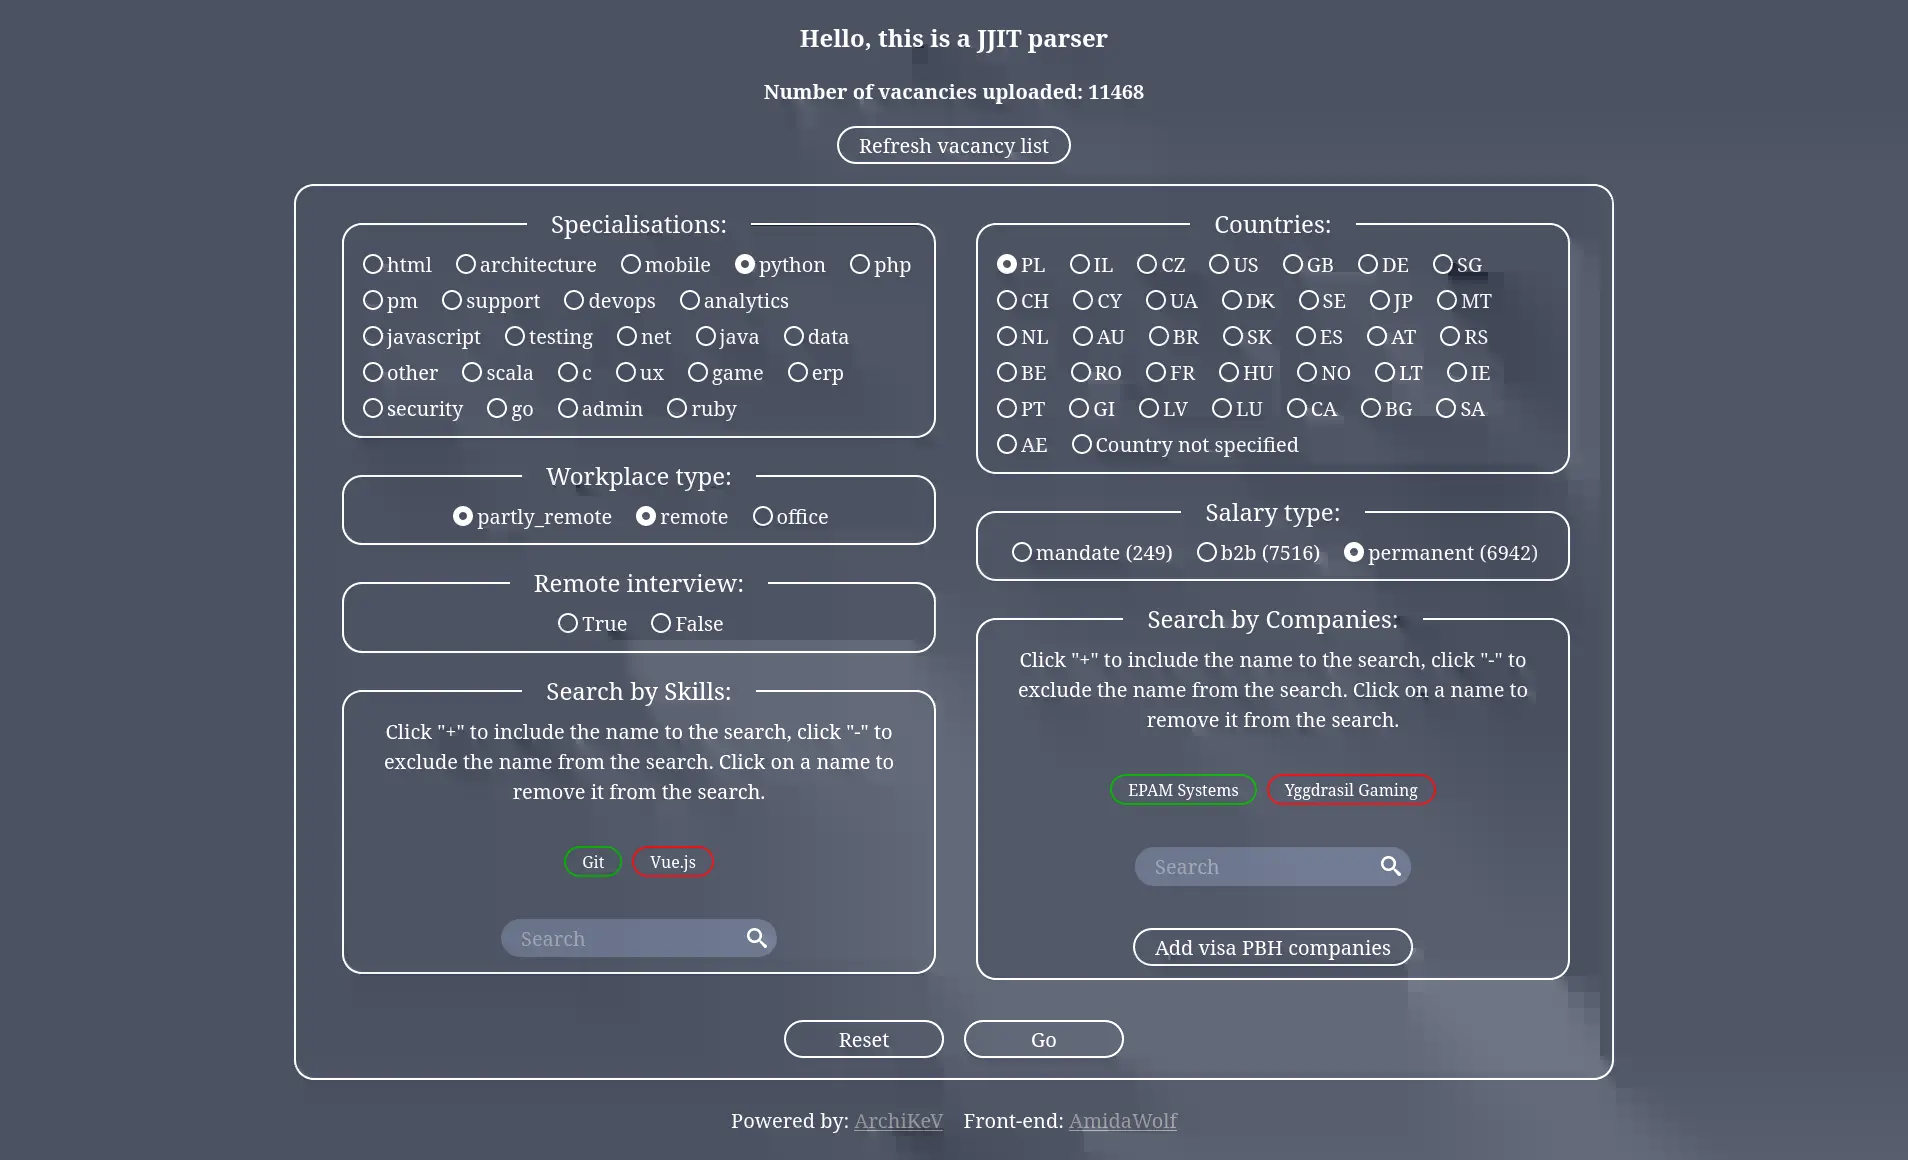 Hello, this is a JJIT parser
Number of vacancies uploaded: 11468
Refresh vacancy list
Specialisations:
html architecture mobile python php
pm support devops analytics
javascript testing net java data
other scala c ux game erp
security go admin ruby
Workplace type:
partly_remote remote office
Remote interview:
True False
Search by Skills:
Click "+" to include the name to the search, click "-" to
exclude the name from the search. Click on a name to
remove it from the search.
Git Vue.js
Search
Countries:
PL IL CZ US GB DE SG
CH CY UA DK SE JP MT
NL AU BR SK ES AT RS
BE RO FR HU NO LT IE
PT GI LV LU CA BG SA
AE Country not specified
Salary type:
mandate (249) b2b (7516) permanent (6942)
Search by Companies:
Click "+" to include the name to the search, click "-" to
exclude the name from the search. Click on a name to
remove it from the search.
EPAM Systems Yggdrasil Gaming
Search
Add visa PBH companies
Reset Go
Powered by: ArchiKeV Front-end: AmidaWolf